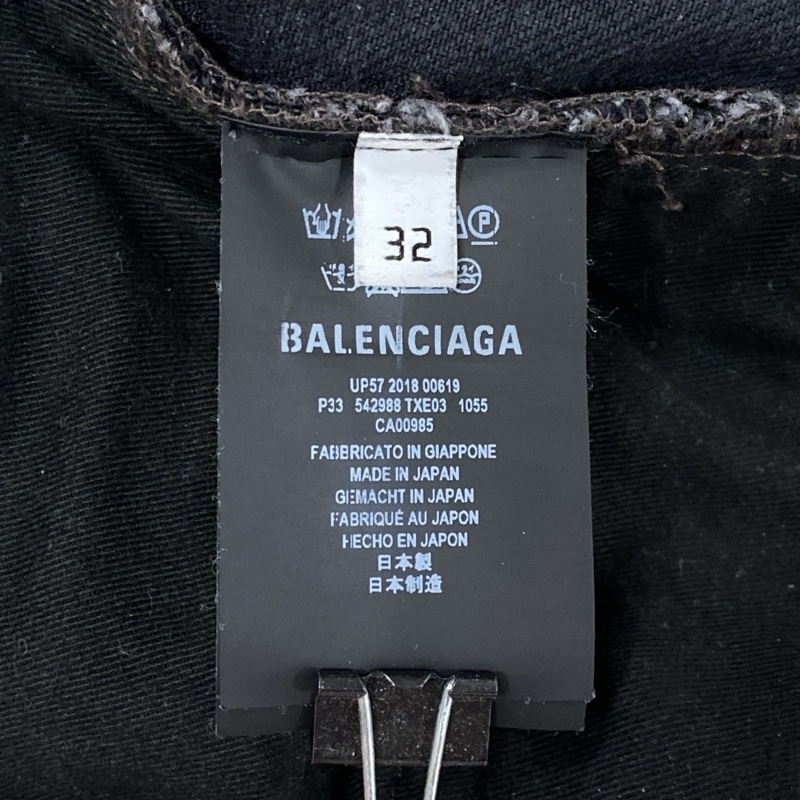 P
32
BALENCIAGA
UP57 2018 00619
P33 542988 TXE03 1055
CA00985
FABBRICATO IN GIAPPONE
MADE IN JAPAN
GEMACHT IN JAPAN
FABRIQUÉ AU JAPON
HECHO EN JAPON
日本製
日本制造